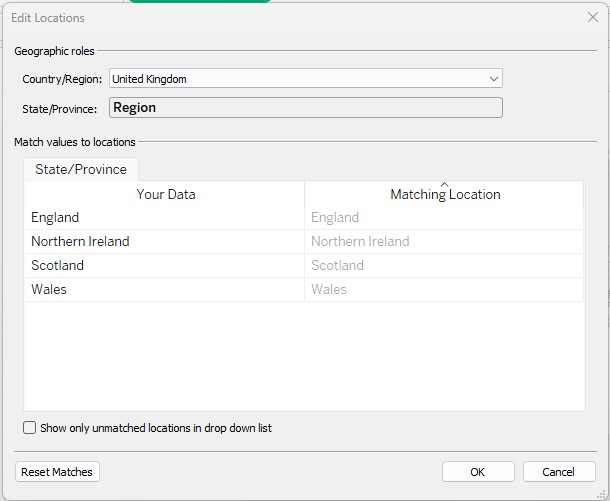 Edit Locations
Geographic roles
Country/Region: United Kingdom
State/Province: Region
Match values to locations
State/Province
Your Data Matching Location
England England
Northern Ireland Northern Ireland
Scotland Scotland
Wales Wales
Show only unmatched locations in drop down list
Reset Matches OK Cancel